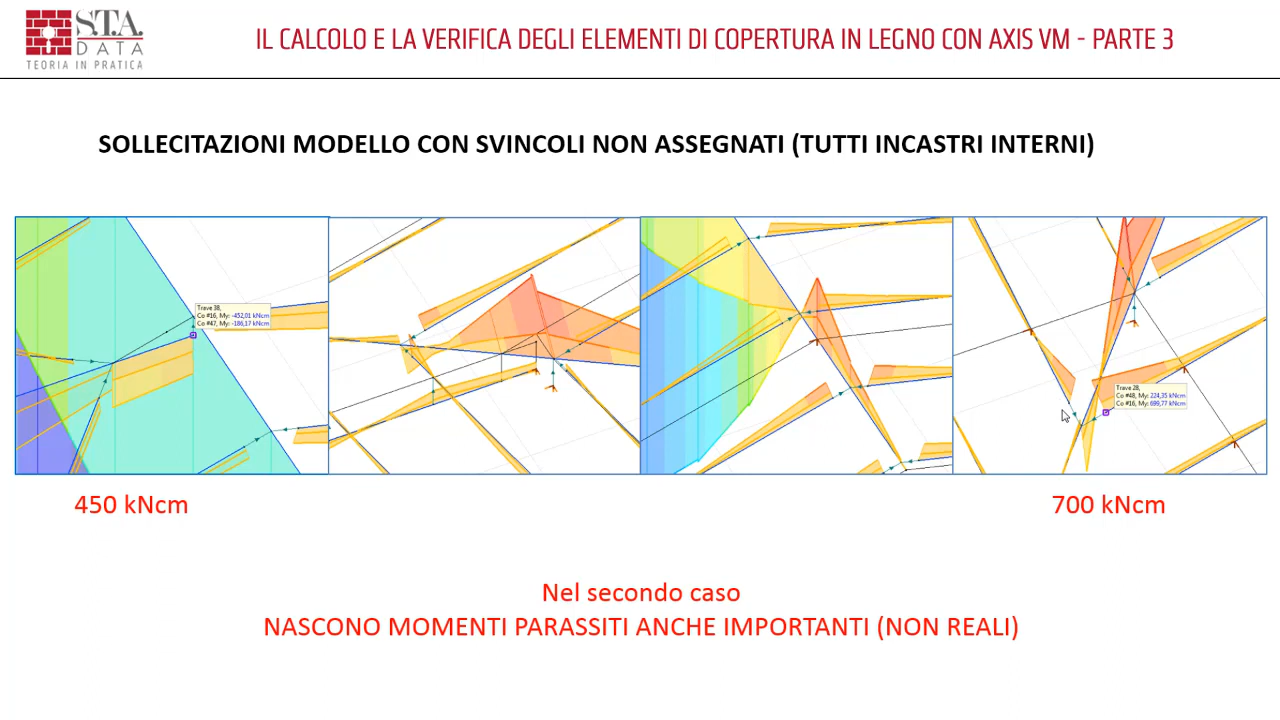 S.T.A.
DATA
TEORIA IN PRATICA
IL CALCOLO E LA VERIFICA DEGLI ELEMENTI DI COPERTURA IN LEGNO CON AXIS VM - PARTE 3
SOLLECITAZIONI MODELLO CON SVINCOLI NON ASSEGNATI (TUTTI INCASTRI INTERNI)
Trave 38,
Co #16, My: -452,01 kNcm
Co #47, My: -186,17 kNcm
Trave 28,
Co #48, My: 224,35 kNcm
Co #16, My: 699,77 kNcm
450 kNcm
700 kNcm
Nel secondo caso
NASCONO MOMENTI PARASSITI ANCHE IMPORTANTI (NON REALI)